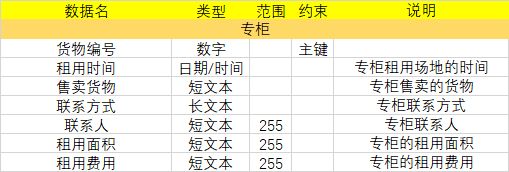 数据名 类型 范围 约束 说明
专柜
货物编号 数字 主键
租用时间 日期/时间 专柜租用场地的时间
售卖货物 短文本 专柜售卖的货物
联系方式 长文本 专柜联系方式
联系人 短文本 255 专柜联系人
租用面积 短文本 255 专柜的租用面积
租用费用 短文本 255 专柜的租用费用